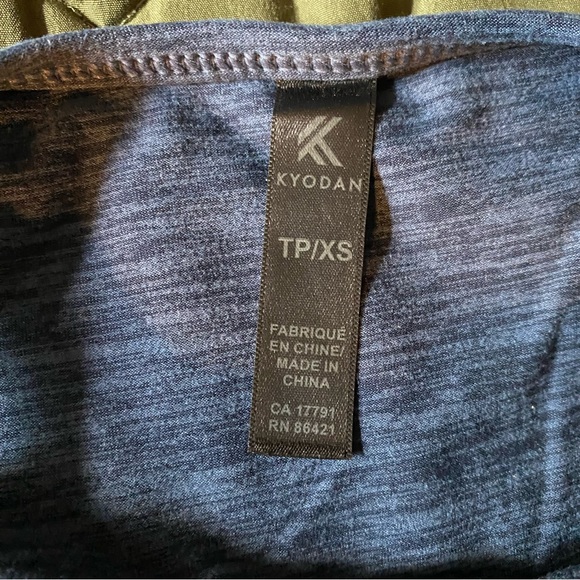 KYODAN
TP/XS
FABRIQUÉ
EN CHINE/
MADE IN
CHINA
CA 17791
RN 86421